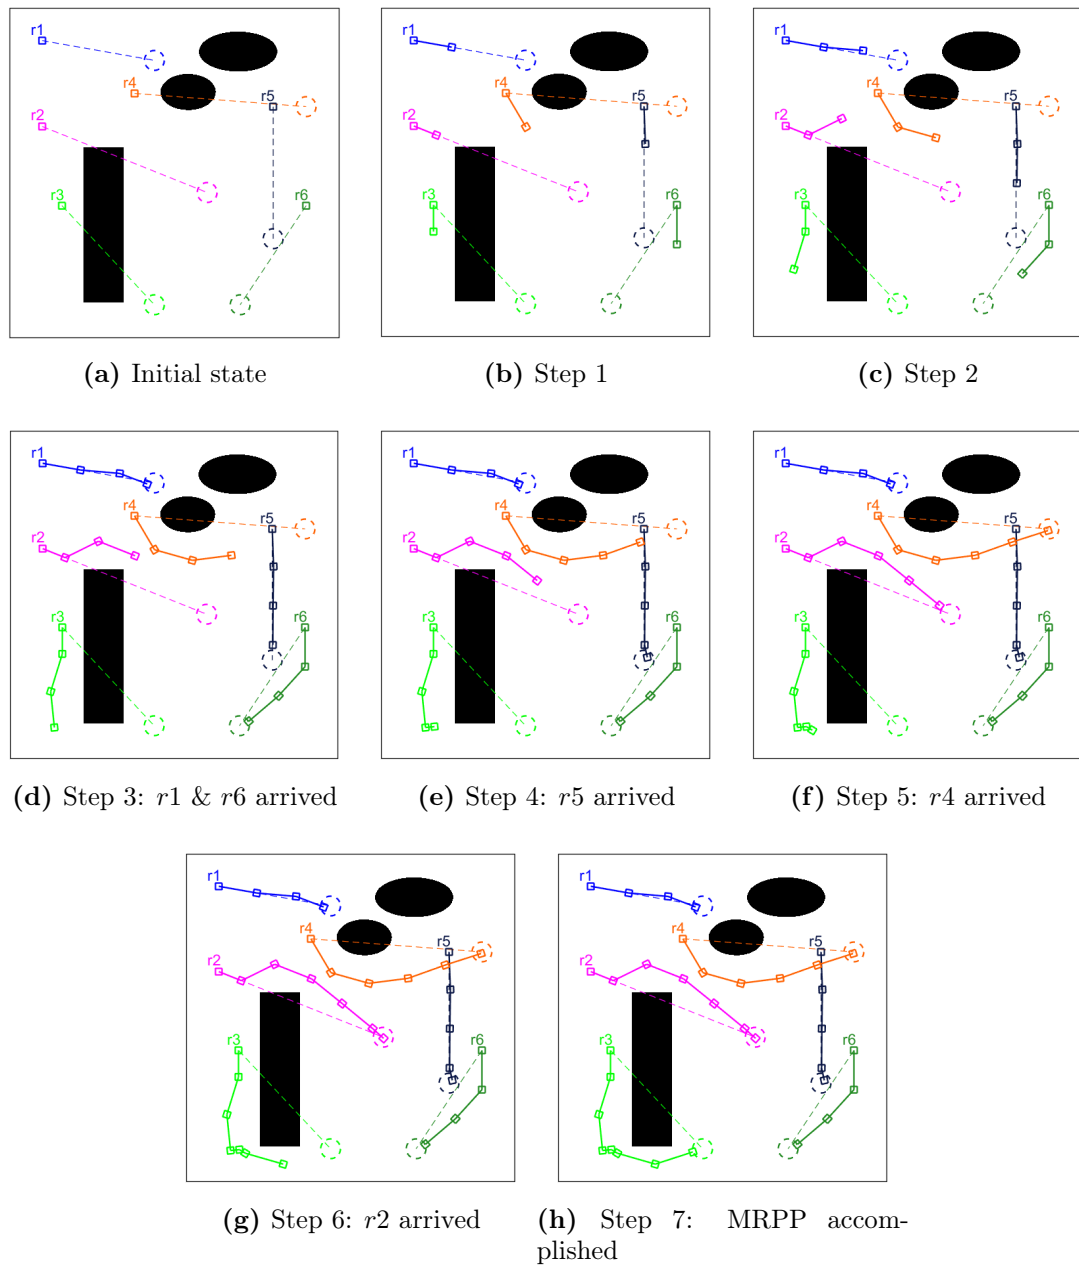 r1
r4
r5
r2
r3
r6
r1
r4
r5
r2
r3
r6
r1
r4
r5
r2
r3
r6
(a) Initial state
(b) Step 1
(c) Step 2
r1
r4
r5
r2
r3
r6
r1
r4
r5
r2
r3
r6
r1
r4
r5
r2
r3
r6
(d) Step 3: r1 & r6 arrived
(e) Step 4: r5 arrived
(f) Step 5: r4 arrived
r1
r4
r5
r2
r3
r6
r1
r4
r5
r2
r3
r6
(g) Step 6: r2 arrived
(h) Step 7: MRPP accom-
plished